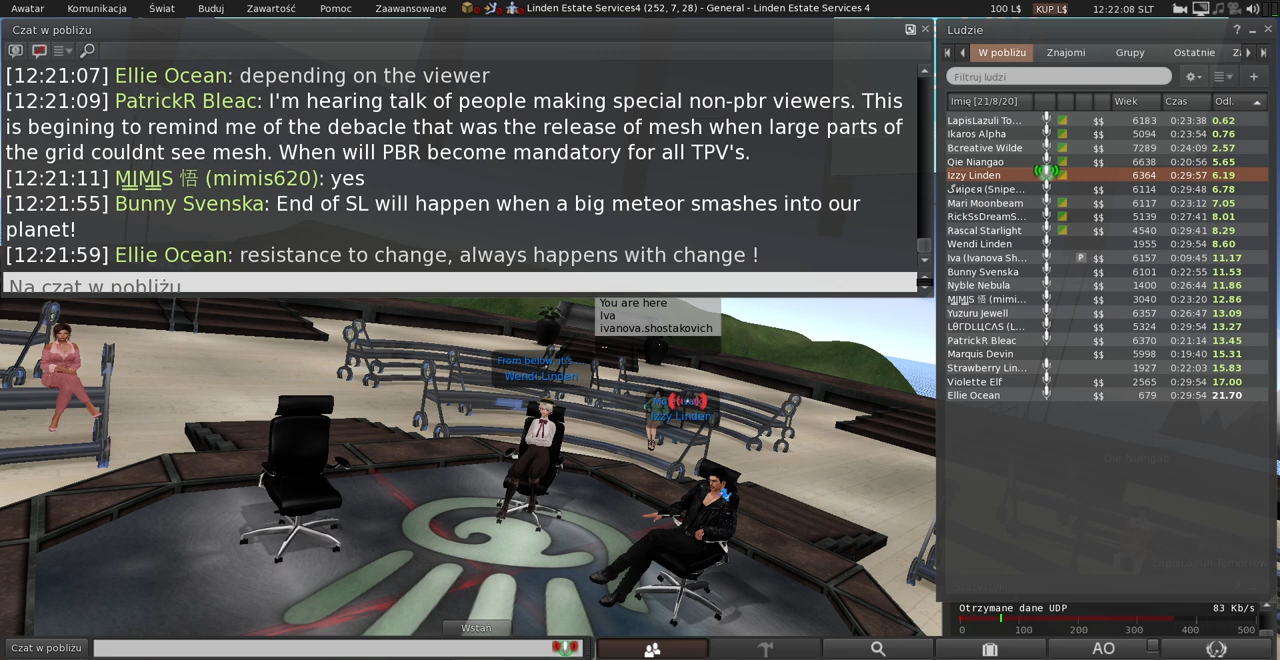 Awatar Komunikacja Świat Buduj Zawartość Pomoc Zaawansowane Linden Estate Services4 (252, 7, 28) - General - Linden Estate Services 4 100 L$ KUP L$ 12:22:08 SLT
Czat w pobliżu
[12:21:07] Ellie Ocean: depending on the viewer
[12:21:09] PatrickR Bleac: I'm hearing talk of people making special non-pbr viewers. This
is begining to remind me of the debacle that was the release of mesh when large parts of
the grid couldnt see mesh. When will PBR become mandatory for all TPV's.
[12:21:11] M̲I̲M̲I̲S 悟 (mimis620): yes
[12:21:55] Bunny Svenska: End of SL will happen when a big meteor smashes into our
planet!
[12:21:59] Ellie Ocean: resistance to change, always happens with change !
Na czat w pobliżu
You are here
Iva
ivanova.shostakovich
From below, it's...
Wendi Linden
Izzy Linden
Wstań
Ludzie
W pobliżu Znajomi Grupy Ostatnie
Filtruj ludzi
Imię [21/8/20] Wiek Czas Odl.
LapisLazuli To... $$ 6183 0:23:38 0.62
Ikaros Alpha $$ 5094 0:23:54 0.76
Bcreative Wilde $$ 7289 0:24:09 2.57
Qie Niangao $$ 6638 0:20:56 5.65
Izzy Linden 6364 0:29:57 6.19
(Snipe... $$ 6114 0:29:48 6.78
Mari Moonbeam $$ 6117 0:23:12 7.05
RickSsDreamS... $$ 5139 0:27:41 8.01
Rascal Starlight $$ 4540 0:29:41 8.29
Wendi Linden 1955 0:29:54 8.60
Iva (Ivanova Sh... P $$ 6157 0:09:45 11.17
Bunny Svenska $$ 6101 0:22:55 11.53
Nyble Nebula $$ 1400 0:26:44 11.86
M̲I̲M̲I̲S 悟 (mimi... $$ 3040 0:23:20 12.86
Yuzuru Jewell $$ 6357 0:26:47 13.09
(L... $$ 5324 0:29:54 13.27
PatrickR Bleac $$ 6370 0:21:14 13.45
Marquis Devin $$ 5998 0:19:40 15.31
Strawberry Lin... $$ 1927 0:22:03 15.83
Violette Elf $$ 2565 0:29:54 17.00
Ellie Ocean $$ 679 0:29:54 21.70
Qie Niangao
Otrzymane dane UDP 83 Kb/s
0 100 200 300 400 500
Czat w pobliżu AO